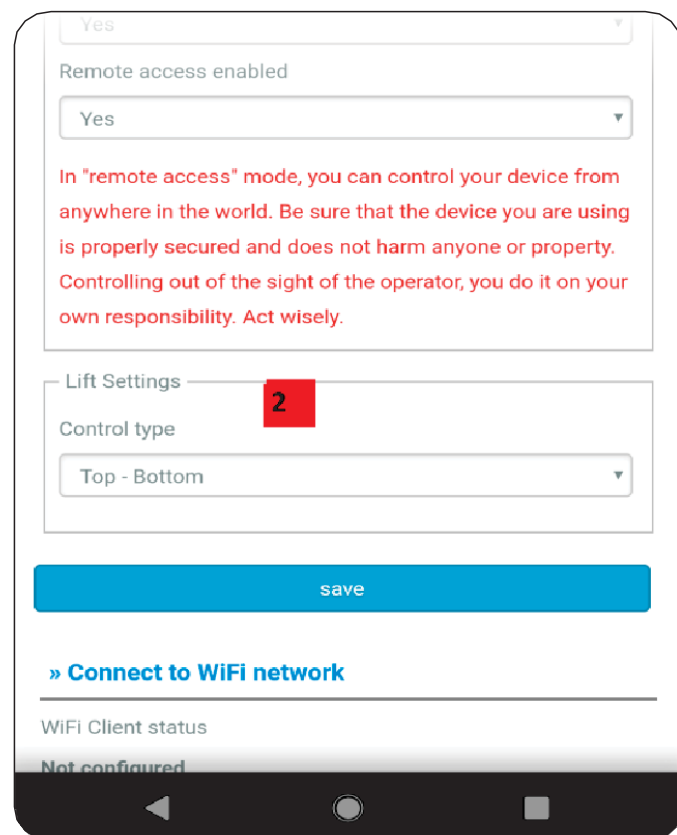 Yes
Remote access enabled
Yes
In "remote access" mode, you can control your device from
anywhere in the world. Be sure that the device you are using
is properly secured and does not harm anyone or property.
Controlling out of the sight of the operator, you do it on your
own responsibility. Act wisely.
Lift Settings
2
Control type
Top - Bottom
save
» Connect to WiFi network
WiFi Client status
Not configured